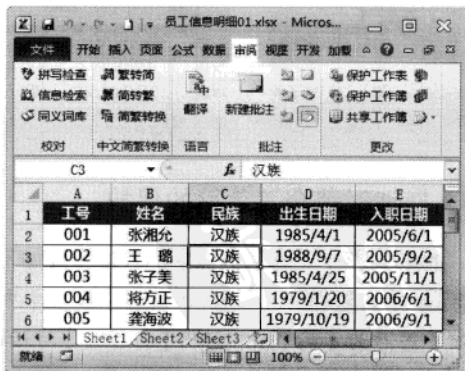 员工信息明细01.xlsx - Micros...
文件 开始 插入 页面 公式 数据 审阅 视图 开发 加载
拼写检查 繁转简 保护工作表
信息检索 简转繁 翻译 新建批注 保护工作簿
同义词库 简繁转换 共享工作簿
校对 中文简繁转换 语言 批注 更改
C3 fx 汉族
A B C D E
1 工号 姓名 民族 出生日期 入职日期
2 001 张湘允 汉族 1985/4/1 2005/6/1
3 002 王 璐 汉族 1988/9/7 2005/9/2
4 003 张子美 汉族 1985/4/25 2005/11/1
5 004 将方正 汉族 1979/1/20 2006/6/1
6 005 龚海波 汉族 1979/10/19 2006/9/1
Sheet1 Sheet2 Sheet3
就绪 100%